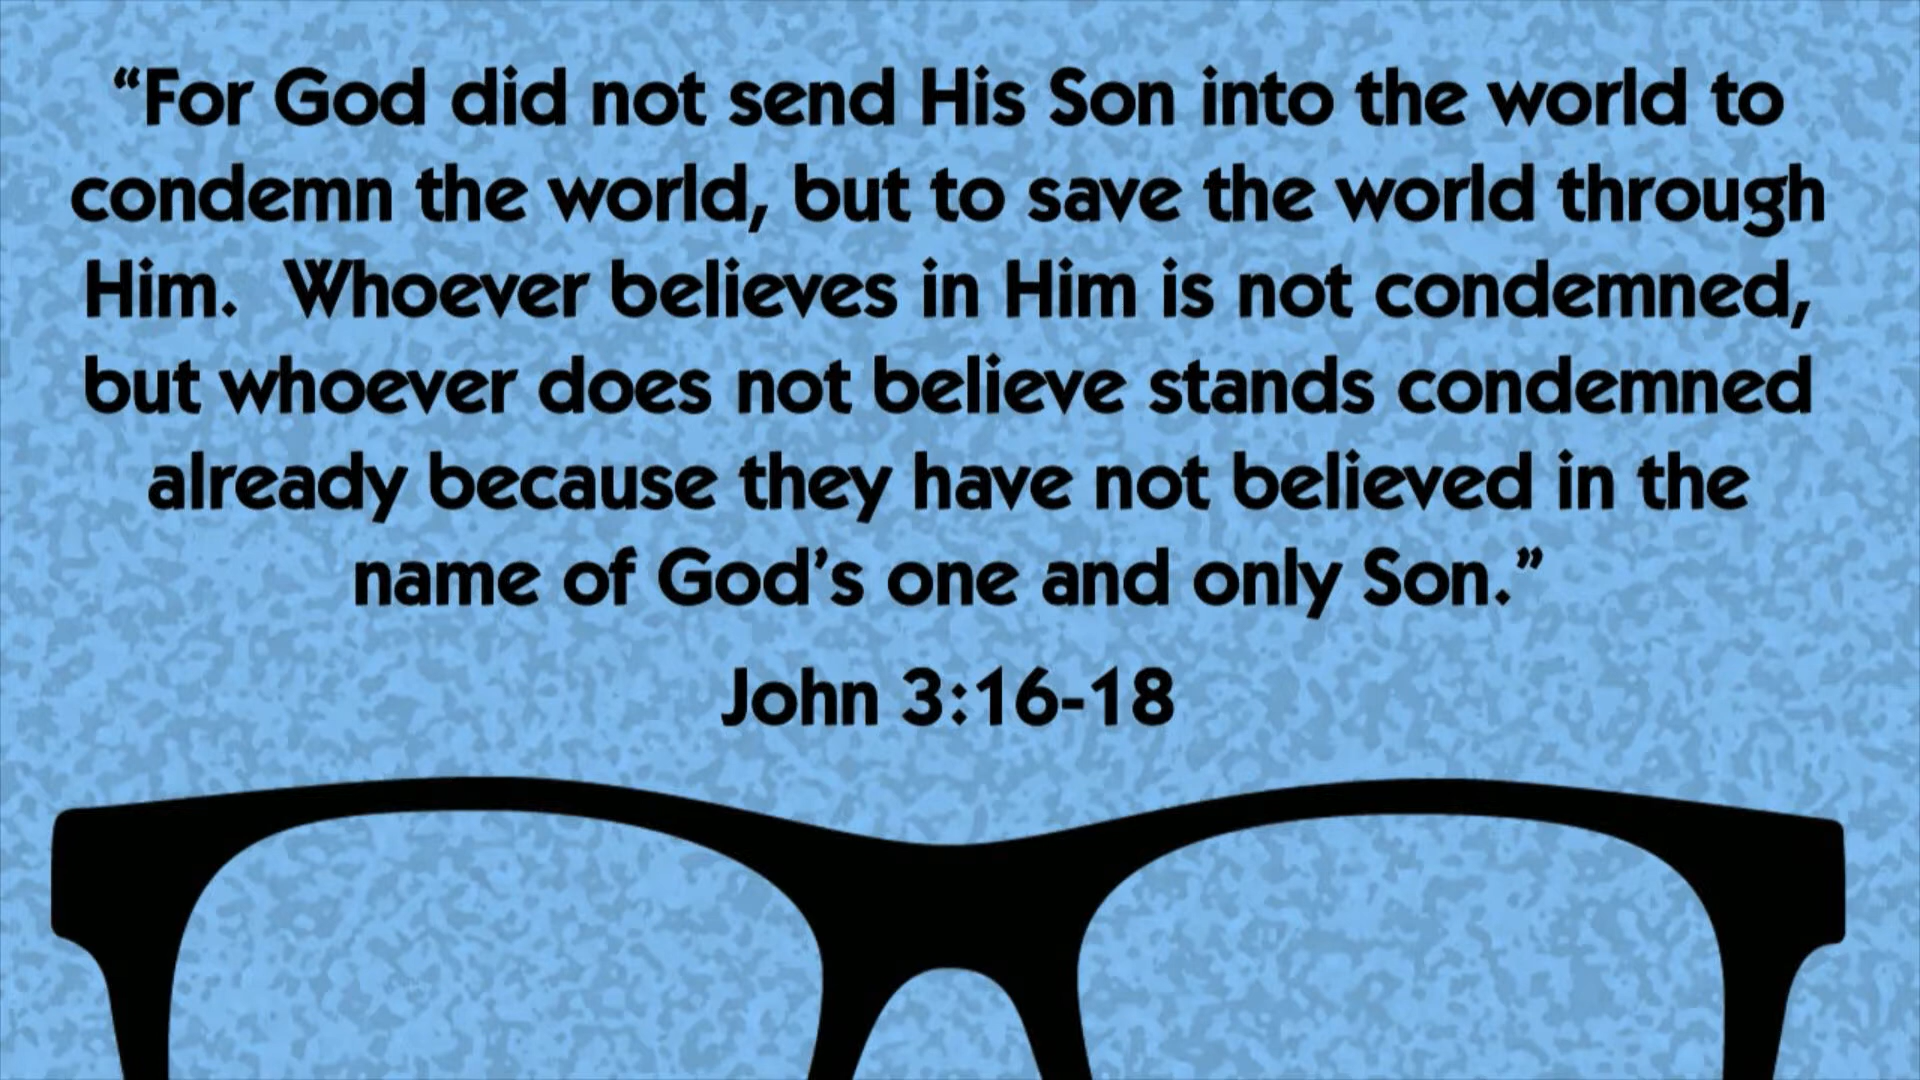 “For God did not send His Son into the world to
condemn the world, but to save the world through
Him.  Whoever believes in Him is not condemned,
but whoever does not believe stands condemned
already because they have not believed in the
name of God’s one and only Son.”
John 3:16-18